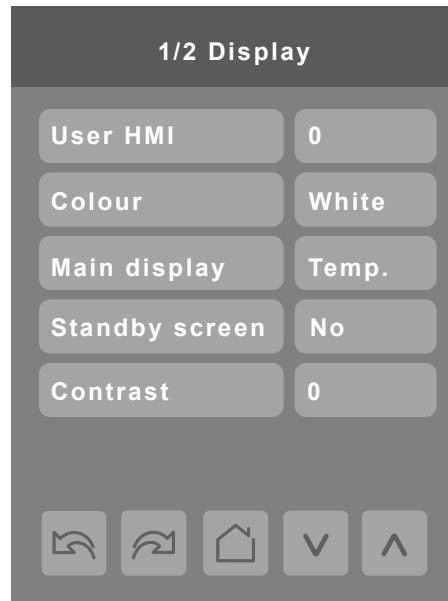 1/2 Display
User HMI 0
Colour White
Main display Temp.
Standby screen No
Contrast 0